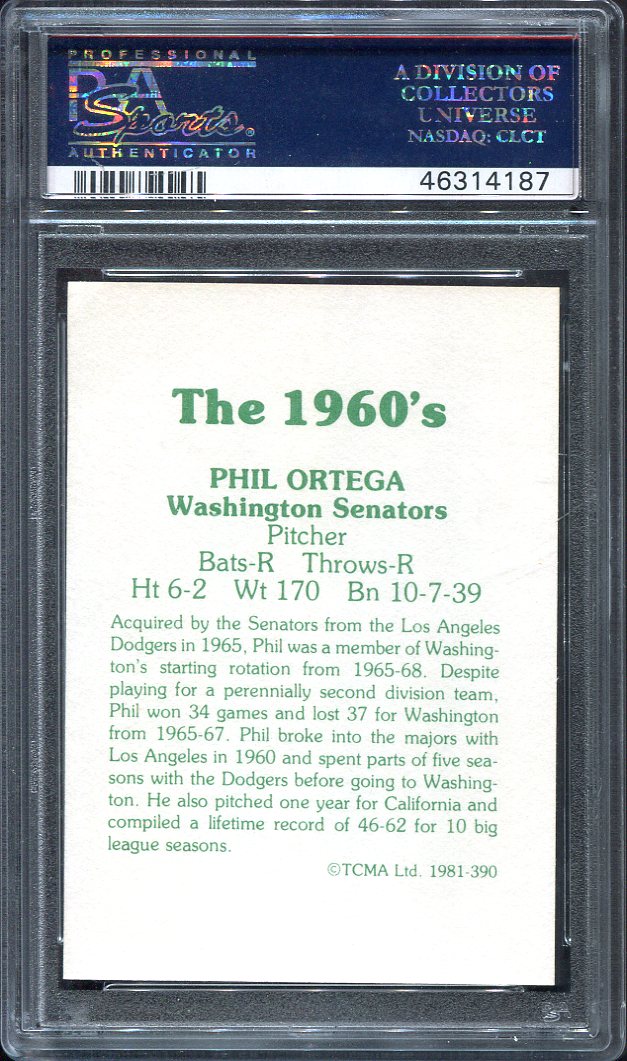 PROFESSIONAL
PSA
Sports.
AUTHENTICATOR
A DIVISION OF
COLLECTORS
UNIVERSE
NASDAQ: CLCT
46314187
The 1960's
PHIL ORTEGA
Washington Senators
Pitcher
Bats-R Throws-R
Ht 6-2 Wt 170 Bn 10-7-39
Acquired by the Senators from the Los Angeles
Dodgers in 1965, Phil was a member of Washing-
ton's starting rotation from 1965-68. Despite
playing for a perennially second division team,
Phil won 34 games and lost 37 for Washington
from 1965-67. Phil broke into the majors with
Los Angeles in 1960 and spent parts of five sea-
sons with the Dodgers before going to Washing-
ton. He also pitched one year for California and
compiled a lifetime record of 46-62 for 10 big
league seasons.
©TCMA Ltd. 1981-390